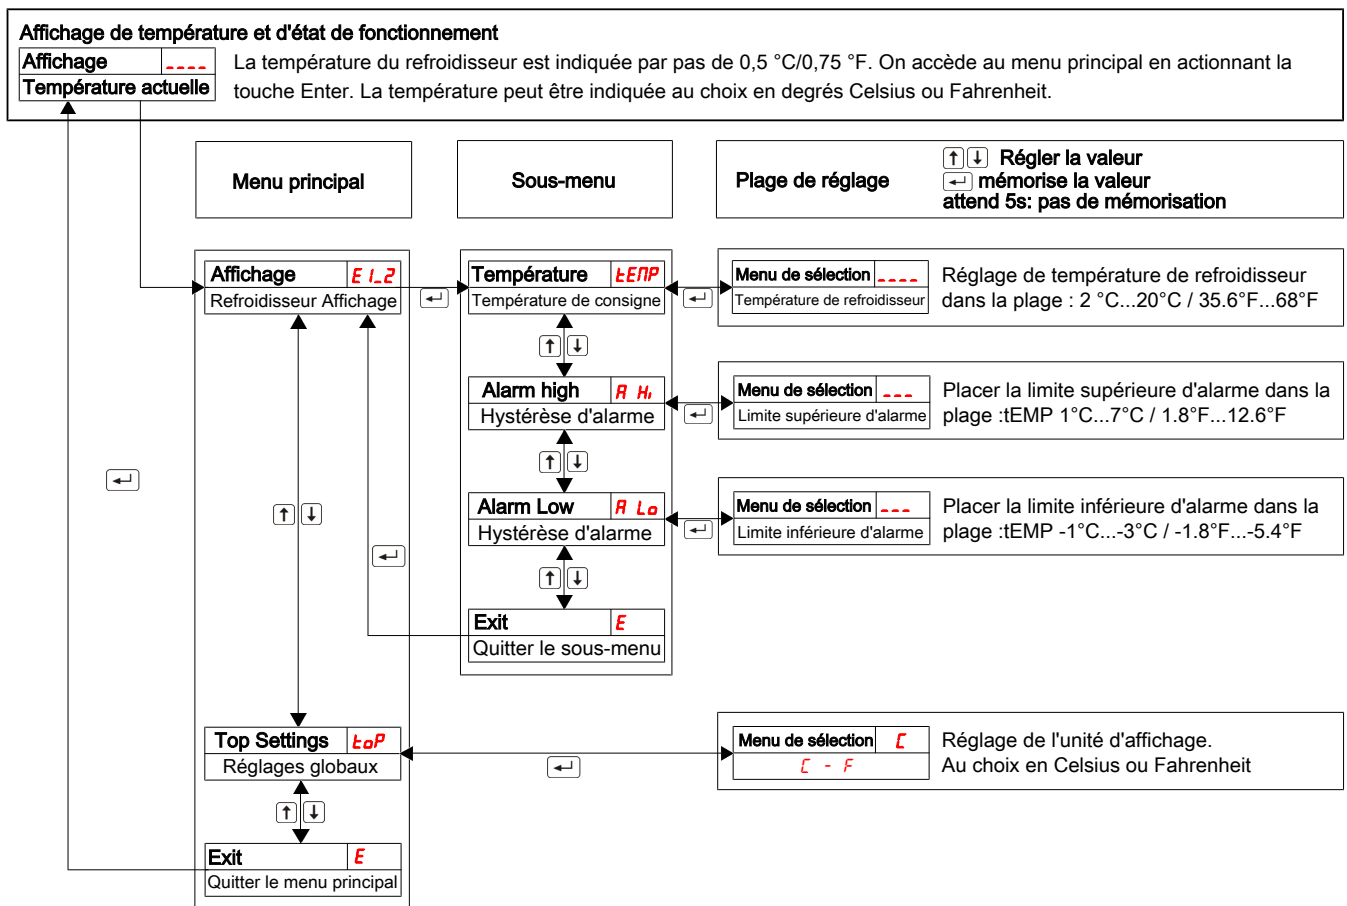 Affichage de température et d'état de fonctionnement
Affichage _ _ _ _
Température actuelle
La température du refroidisseur est indiquée par pas de 0,5 °C/0,75 °F. On accède au menu principal en actionnant la
touche Enter. La température peut être indiquée au choix en degrés Celsius ou Fahrenheit.
Menu principal
Sous-menu
Plage de réglage
↑ ↓ Régler la valeur
↵ mémorise la valeur
attend 5s: pas de mémorisation
Affichage E1_2
Refroidisseur Affichage
↵
Température tEMP
Température de consigne
↵
Menu de sélection _ _ _ _
Température de refroidisseur
Réglage de température de refroidisseur
dans la plage : 2 °C...20°C / 35.6°F...68°F
↑ ↓
Alarm high A Hi
Hystérèse d'alarme
↵
Menu de sélection _ _ _
Limite supérieure d'alarme
Placer la limite supérieure d'alarme dans la
plage :tEMP 1°C...7°C / 1.8°F...12.6°F
↵
↑ ↓
↑ ↓
Alarm Low A Lo
Hystérèse d'alarme
↵
Menu de sélection _ _ _
Limite inférieure d'alarme
Placer la limite inférieure d'alarme dans la
plage :tEMP -1°C...-3°C / -1.8°F...-5.4°F
↵
↑ ↓
Exit E
Quitter le sous-menu
Top Settings toP
Réglages globaux
↵
Menu de sélection C
C - F
Réglage de l'unité d'affichage.
Au choix en Celsius ou Fahrenheit
↑ ↓
Exit E
Quitter le menu principal